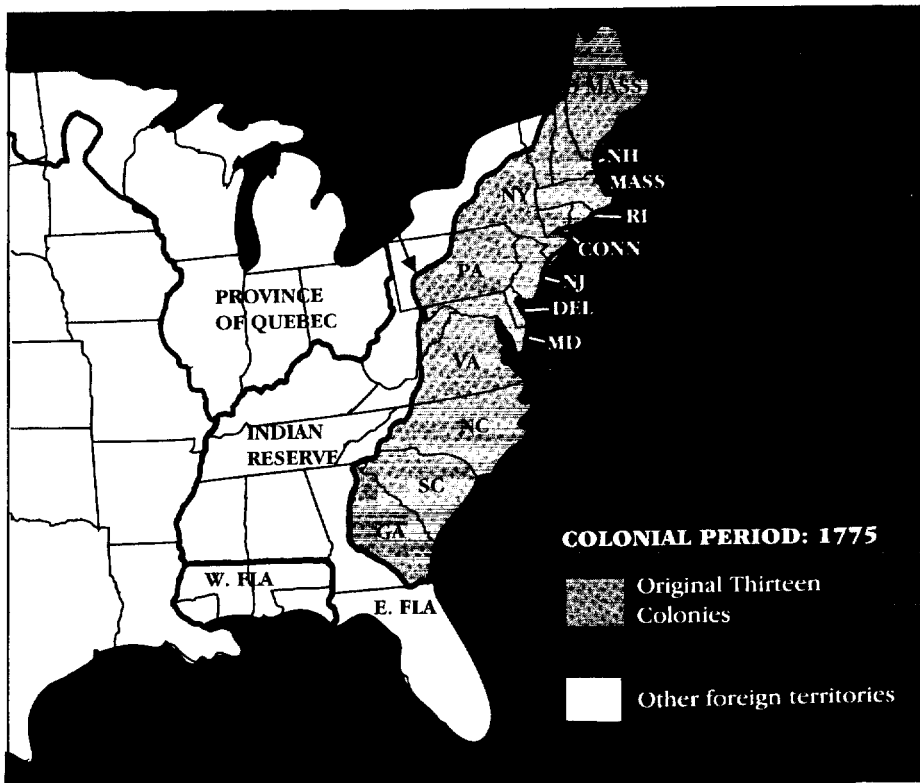 MASS
NH
MASS
NY
RI
CONN
PA
NJ
PROVINCE
OF QUEBEC
DEL
MD
VA
NC
INDIAN
RESERVE
SC
GA
COLONIAL PERIOD: 1775
W. FLA
E. FLA
Original Thirteen
Colonies
Other foreign territories